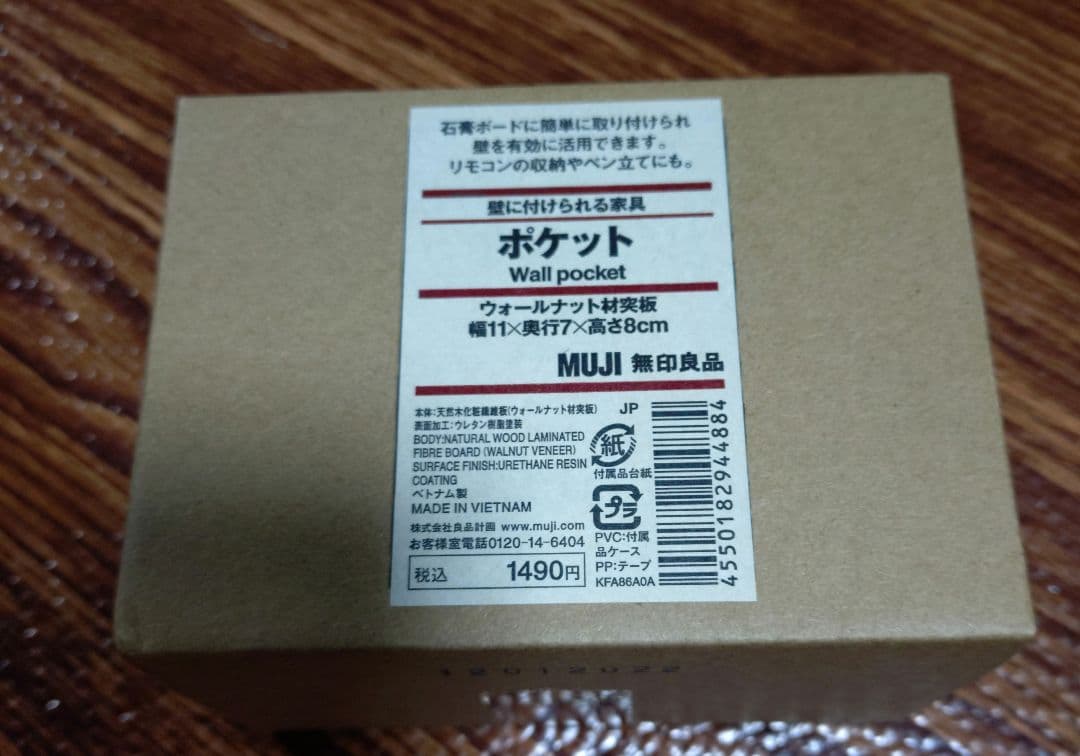 石膏ボードに簡単に取り付けられ
壁を有効に活用できます。
リモコンの収納やペン立てにも。
壁に付けられる家具
ポケット
Wall pocket
ウォールナット材突板
幅11×奥行7×高さ8cm
MUJI 無印良品
本体:天然木化粧繊維板(ウォールナット材突板)
表面加工:ウレタン樹脂塗装
BODY:NATURAL WOOD LAMINATED
FIBRE BOARD (WALNUT VENEER)
SURFACE FINISH:URETHANE RESIN
COATING
ベトナム製
MADE IN VIETNAM
株式会社良品計画 www.muji.com
お客様室電話0120-14-6404
税込 1490円
JP
紙
付属品台紙
プラ
PVC:付属
品ケース
PP:テープ
KFA86A0A
4550182944884
12012022